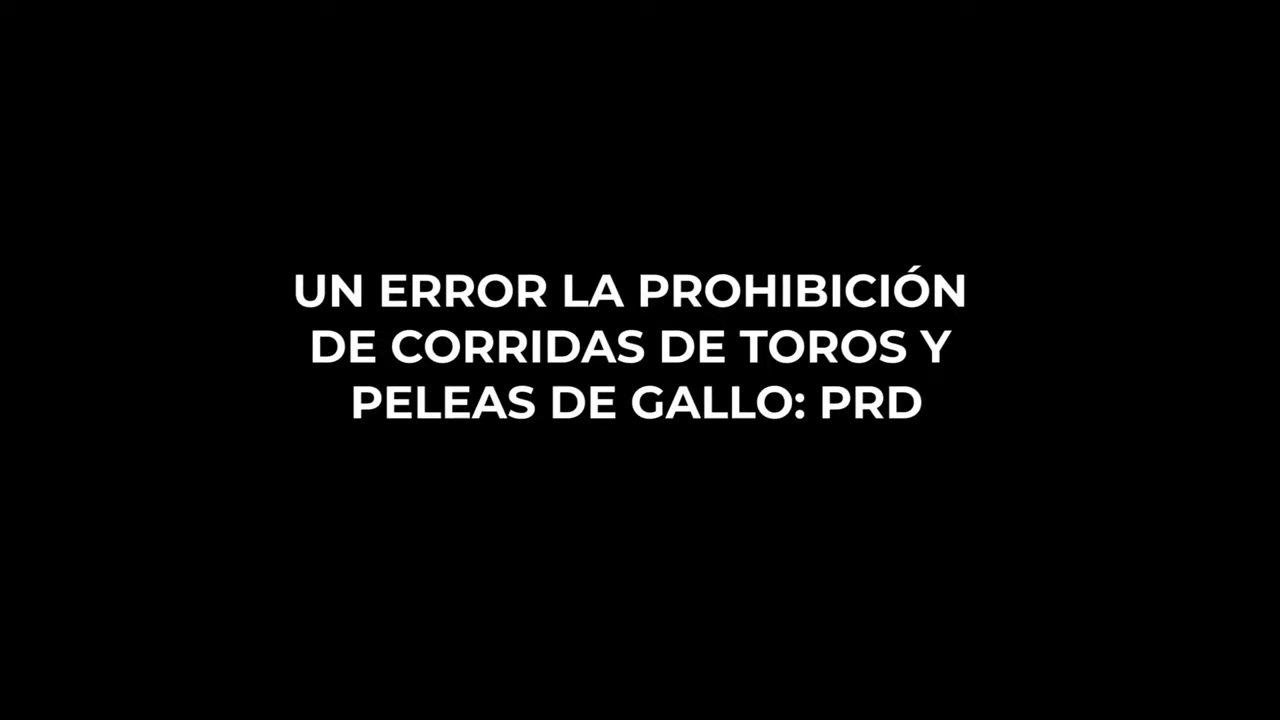 UN ERROR LA PROHIBICIÓN
DE CORRIDAS DE TOROS Y
PELEAS DE GALLO: PRD